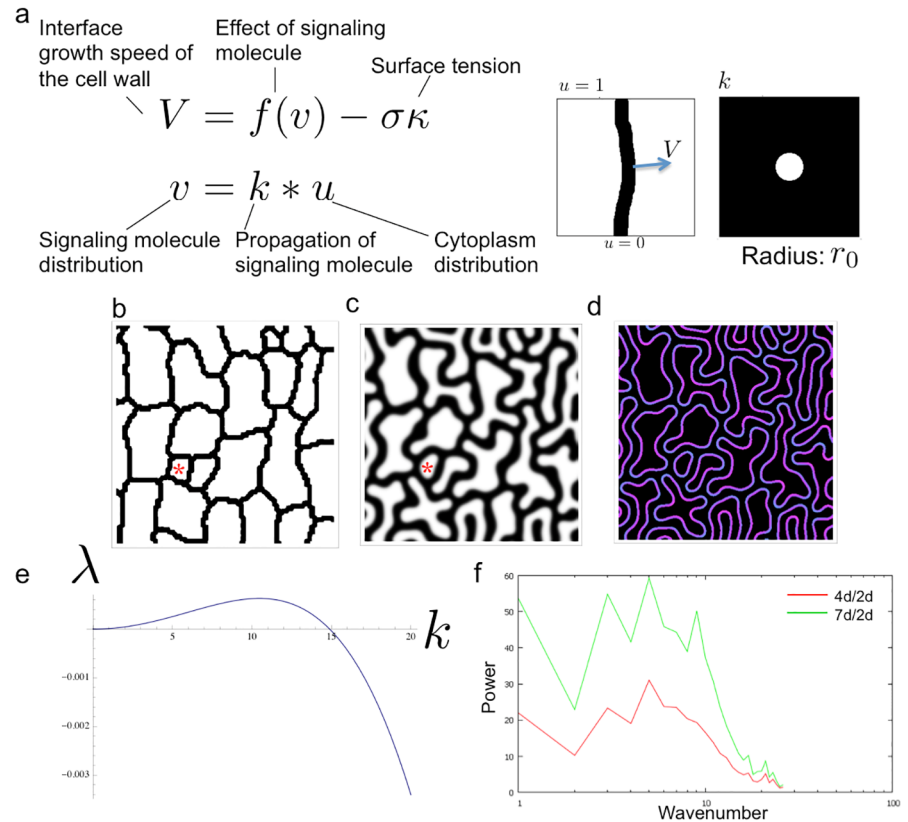 a
Interface
growth speed of
the cell wall
Effect of signaling
molecule
Surface tension
V = f(v) − σκ
v = k ∗ u
Signaling molecule
distribution
Propagation of
signaling molecule
Cytoplasm
distribution
u = 1
V
u = 0
k
Radius: r₀
b
*
c
*
d
e
λ
5
10
15
20
k
−0.001
−0.002
−0.003
f
60
50
40
30
20
10
0
Power
4d/2d
7d/2d
1
10
100
Wavenumber